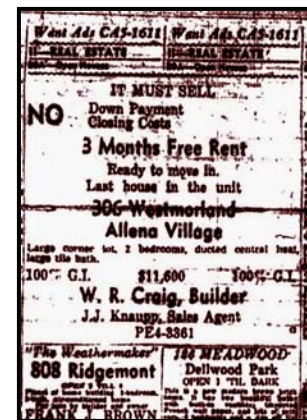 Want Ads CA5-1611
Want Ads CA5-1611
REAL ESTATE
REAL ESTATE
IT MUST SELL
NO
Down Payment
Closing Costs
3 Months Free Rent
Ready to move in.
Last house in the unit
306 Westmorland
Allena Village
Large corner lot, 2 bedrooms, ducted central heat,
large tile bath.
100% G.I. $11,600 100% G.I.
W. R. Craig, Builder
J.J. Knaupp, Sales Agent
PE4-3361
"The Weathermaker"
808 Ridgemont
FRANK J. BROWN
186 MEADWOOD
Dellwood Park
OPEN 1 'TIL DARK